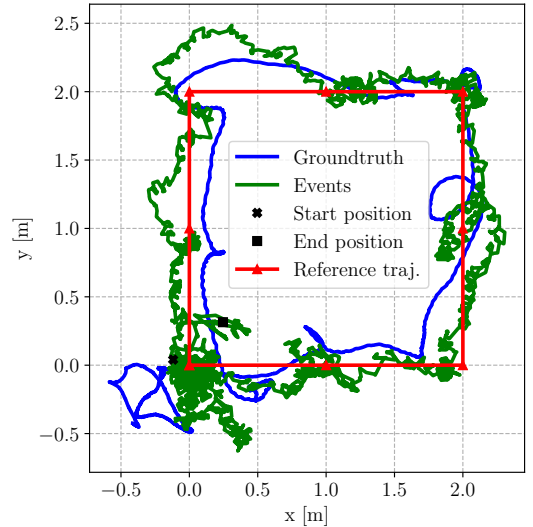 2.5
2.0
1.5
1.0
0.5
0.0
−0.5
y [m]
Groundtruth
Events
Start position
End position
Reference traj.
−0.5 0.0 0.5 1.0 1.5 2.0
x [m]